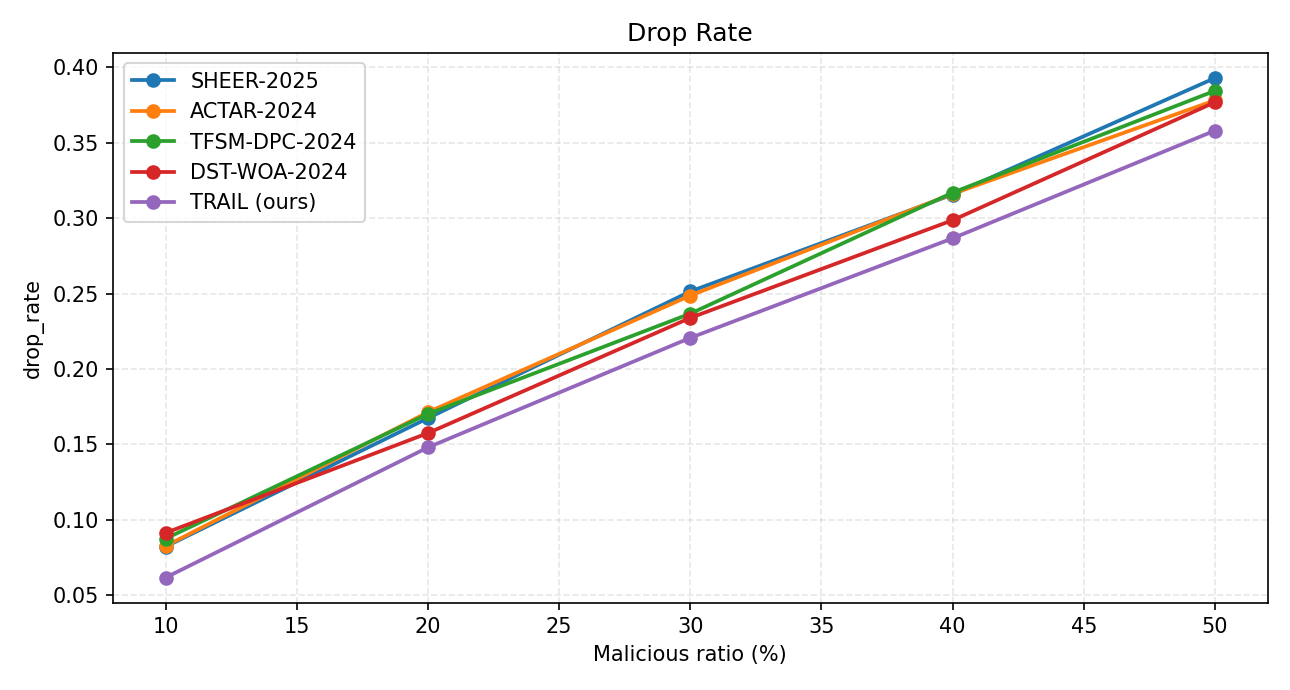 Drop Rate
0.40
0.35
0.30
0.25
0.20
0.15
0.10
0.05
drop_rate
SHEER-2025
ACTAR-2024
TFSM-DPC-2024
DST-WOA-2024
TRAIL (ours)
10 15 20 25 30 35 40 45 50
Malicious ratio (%)